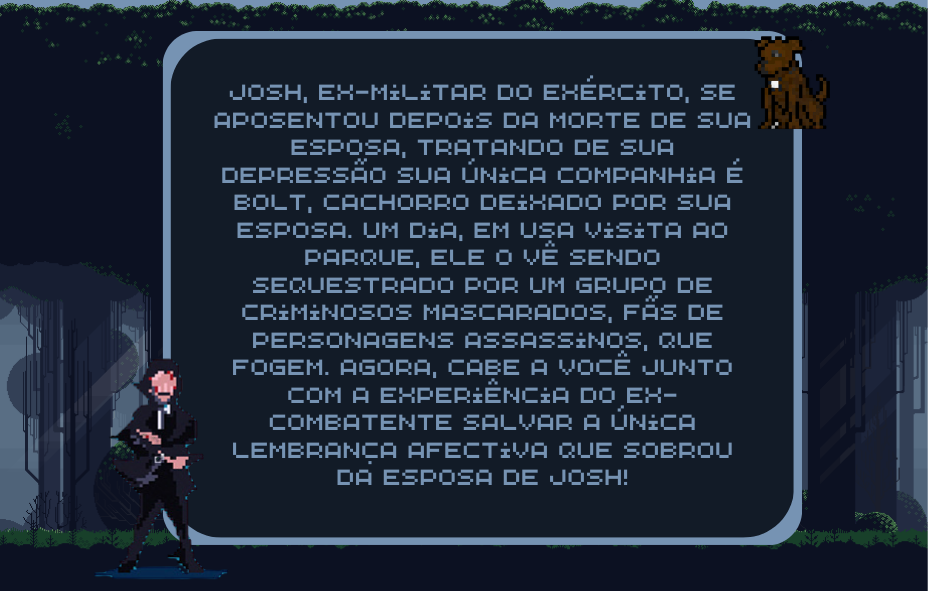 JOSH, EX-MILITAR DO EXÉRCITO, SE
APOSENTOU DEPOIS DA MORTE DE SUA
ESPOSA, TRATANDO DE SUA
DEPRESSÃO SUA ÚNICA COMPANHIA É
BOLT, CACHORRO DEIXADO POR SUA
ESPOSA. UM DIA, EM USA VISITA AO
PARQUE, ELE O VÊ SENDO
SEQUESTRADO POR UM GRUPO DE
CRIMINOSOS MASCARADOS, FÃS DE
PERSONAGENS ASSASSINOS, QUE
FOGEM. AGORA, CABE A VOCÊ JUNTO
COM A EXPERIÊNCIA DO EX-
COMBATENTE SALVAR A ÚNICA
LEMBRANÇA AFECTIVA QUE SOBROU
DA ESPOSA DE JOSH!